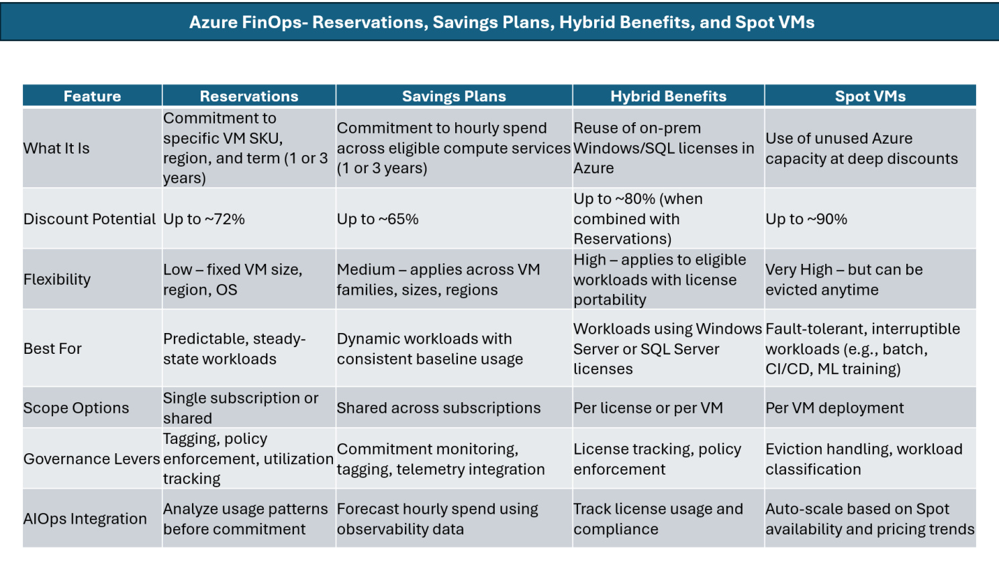 Azure FinOps- Reservations, Savings Plans, Hybrid Benefits, and Spot VMs
Feature
Reservations
Savings Plans
Hybrid Benefits
Spot VMs
What It Is
Commitment to
specific VM SKU,
region, and term (1 or 3
years)
Commitment to hourly spend
across eligible compute services
(1 or 3 years)
Reuse of on-prem
Windows/SQL licenses in
Azure
Use of unused Azure
capacity at deep discounts
Discount Potential
Up to ~72%
Up to ~65%
Up to ~80% (when
combined with
Reservations)
Up to ~90%
Flexibility
Low – fixed VM size,
region, OS
Medium – applies across VM
families, sizes, regions
High – applies to eligible
workloads with license
portability
Very High – but can be
evicted anytime
Best For
Predictable, steady-
state workloads
Dynamic workloads with
consistent baseline usage
Workloads using Windows
Server or SQL Server
licenses
Fault-tolerant, interruptible
workloads (e.g., batch,
CI/CD, ML training)
Scope Options
Single subscription or
shared
Shared across subscriptions
Per license or per VM
Per VM deployment
Governance Levers
Tagging, policy
enforcement, utilization
tracking
Commitment monitoring,
tagging, telemetry integration
License tracking, policy
enforcement
Eviction handling, workload
classification
AIOps Integration
Analyze usage patterns
before commitment
Forecast hourly spend using
observability data
Track license usage and
compliance
Auto-scale based on Spot
availability and pricing trends